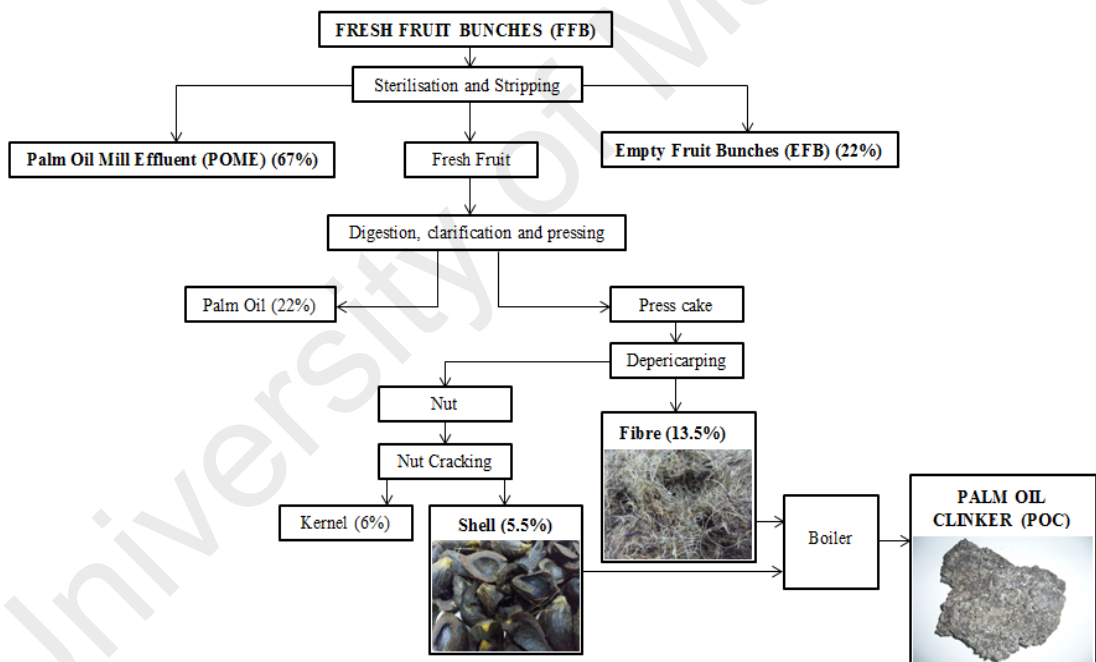 FRESH FRUIT BUNCHES (FFB)
Sterilisation and Stripping
Palm Oil Mill Effluent (POME) (67%)
Fresh Fruit
Empty Fruit Bunches (EFB) (22%)
Digestion, clarification and pressing
Palm Oil (22%)
Press cake
Depericarping
Nut
Fibre (13.5%)
Nut Cracking
Kernel (6%)
Shell (5.5%)
Boiler
PALM OIL
CLINKER (POC)
University of M